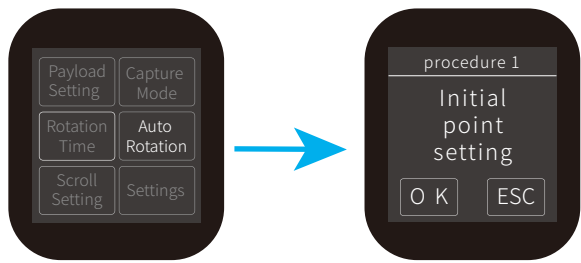 Payload
Setting
Capture
Mode
Rotation
Time
Auto
Rotation
Scroll
Setting
Settings
procedure 1
Initial
point
setting
O K
ESC